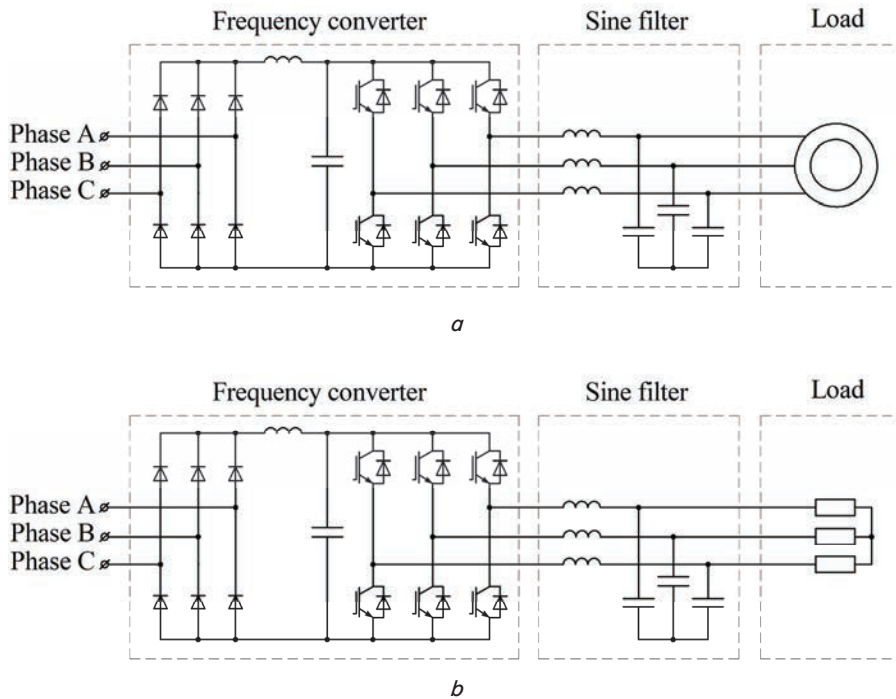 Frequency converter Sine filter Load
Phase A
Phase B
Phase C
a
Frequency converter Sine filter Load
Phase A
Phase B
Phase C
b